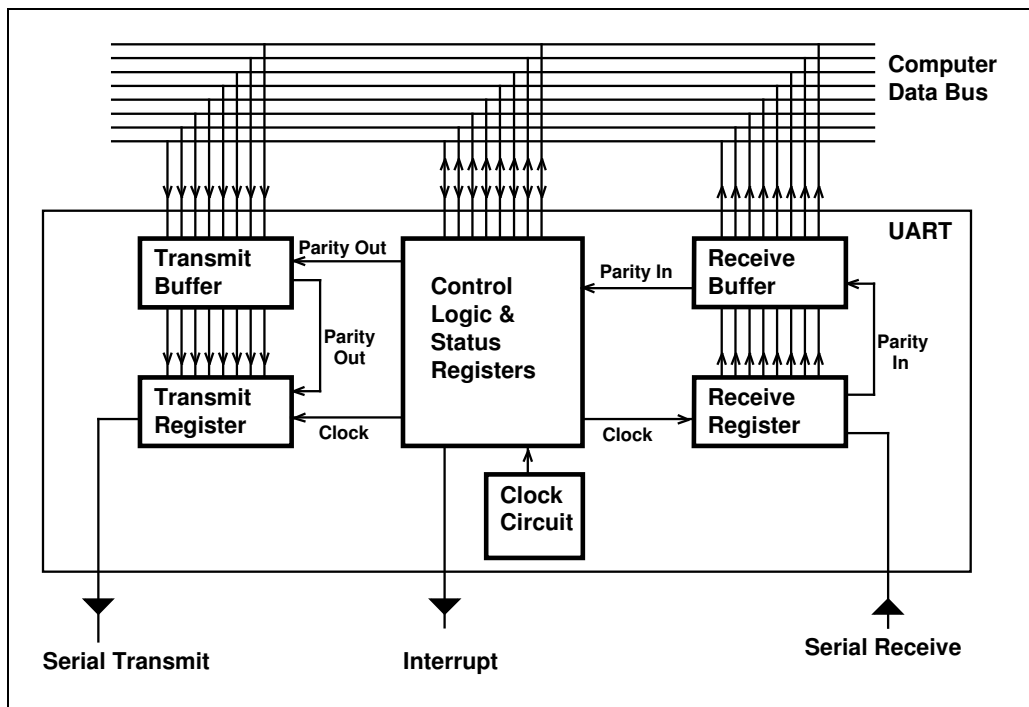 Computer
Data Bus
UART
Transmit
Buffer
Parity Out
Control
Logic &
Status
Registers
Parity In
Receive
Buffer
Parity
Out
Parity
In
Transmit
Register
Clock
Clock
Receive
Register
Clock
Circuit
Serial Transmit
Interrupt
Serial Receive